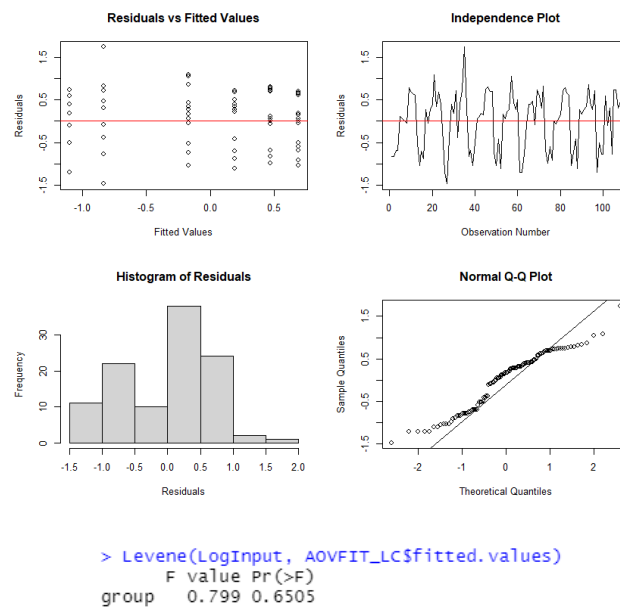 Residuals vs Fitted Values
Residuals
1.5
0.5
-0.5
-1.5
-1.0 -0.5 0.0 0.5
Fitted Values
Independence Plot
Residuals
1.5
0.5
-0.5
-1.5
0 20 40 60 80 100
Observation Number
Histogram of Residuals
Frequency
30
20
10
0
-1.5 -1.0 -0.5 0.0 0.5 1.0 1.5 2.0
Residuals
Normal Q-Q Plot
Sample Quantiles
1.5
0.5
-0.5
-1.5
-2 -1 0 1 2
Theoretical Quantiles
> Levene(LogInput, AOVFIT_LC$fitted.values)
F value Pr(>F)
group 0.799 0.6505